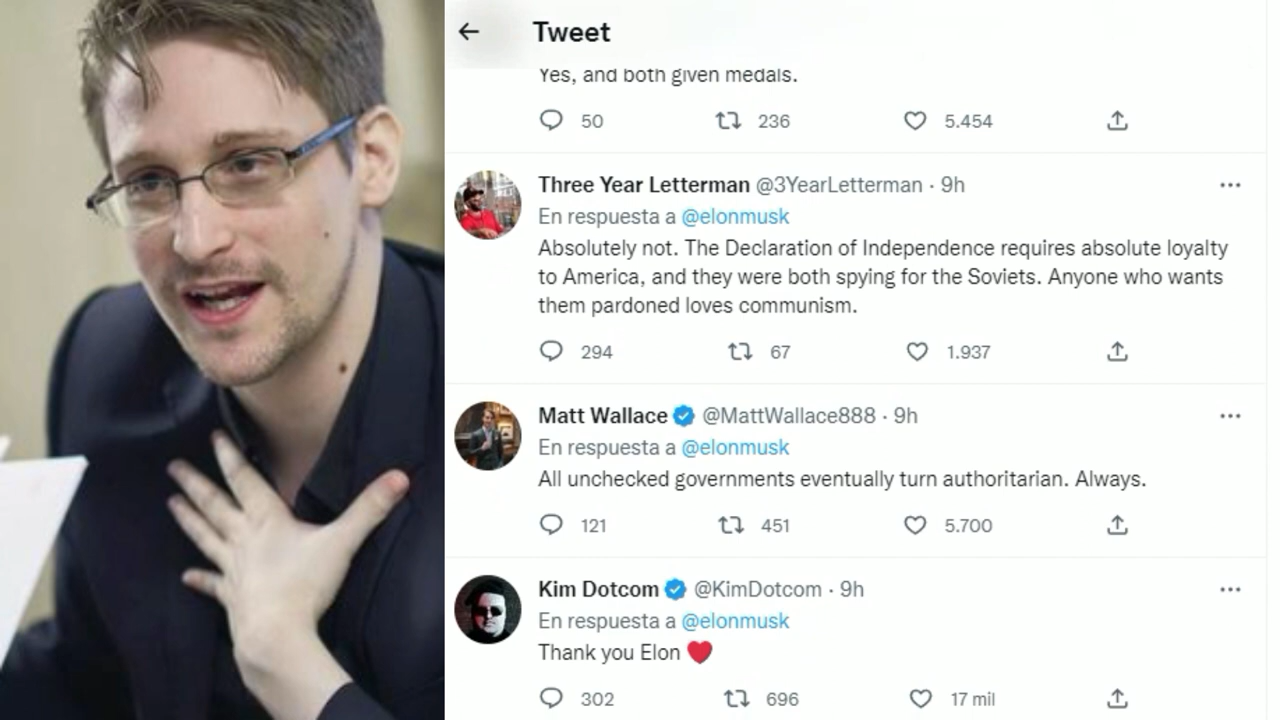 Tweet
Yes, and both given medals.
50 236 5.454
Three Year Letterman @3YearLetterman · 9h
En respuesta a @elonmusk
Absolutely not. The Declaration of Independence requires absolute loyalty
to America, and they were both spying for the Soviets. Anyone who wants
them pardoned loves communism.
294 67 1.937
Matt Wallace @MattWallace888 · 9h
En respuesta a @elonmusk
All unchecked governments eventually turn authoritarian. Always.
121 451 5.700
Kim Dotcom @KimDotcom · 9h
En respuesta a @elonmusk
Thank you Elon ❤️
302 696 17 mil